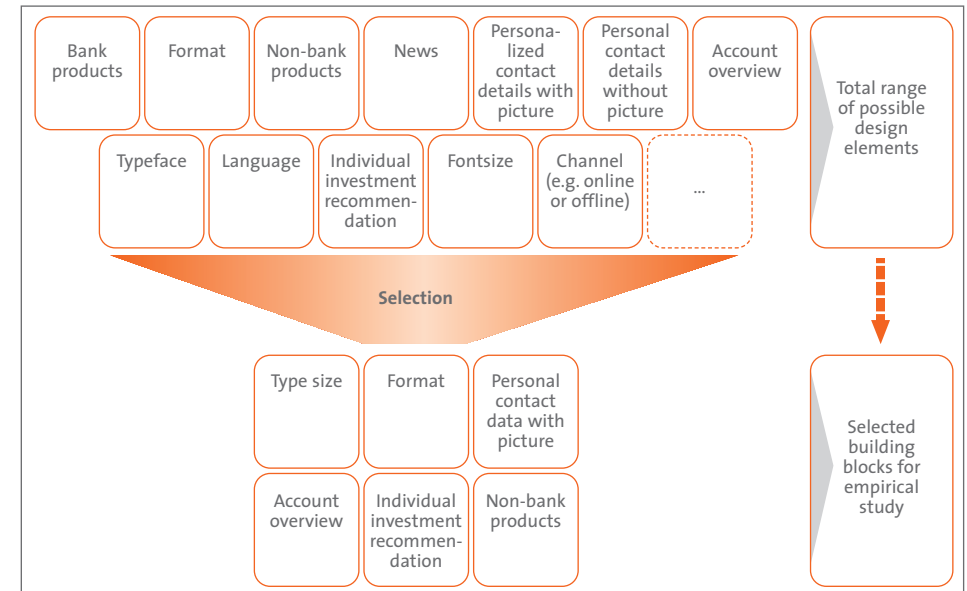 Bank
products
Format
Non-bank
products
News
Persona-
lized
contact
details with
picture
Personal
contact
details
without
picture
Account
overview
Total range
of possible
design
elements
Typeface
Language
Individual
investment
recommen-
dation
Fontsize
Channel
(e.g. online
or offline)
...
Selection
Type size
Format
Personal
contact
data with
picture
Account
overview
Individual
investment
recommen-
dation
Non-bank
products
Selected
building
blocks for
empirical
study